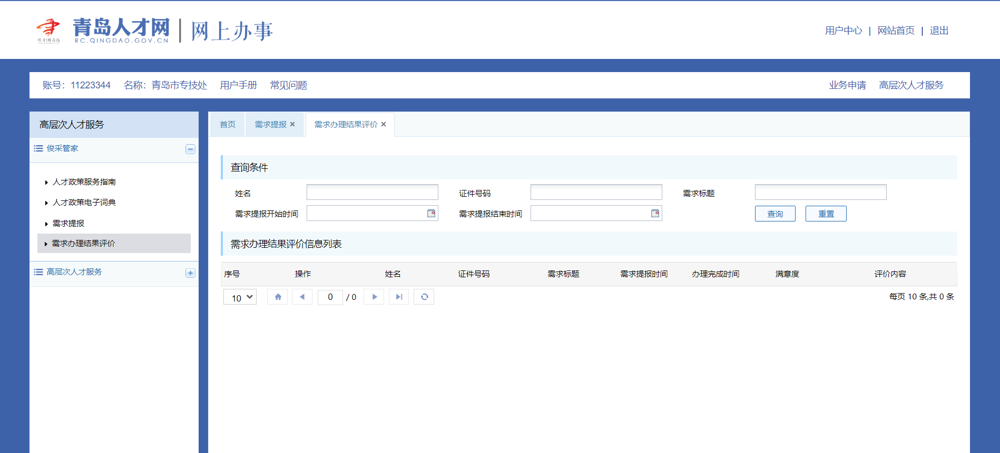 唯才唯青岛
青岛人才网
RC.QINGDAO.GOV.CN
网上办事
用户中心 | 网站首页 | 退出
账号：11223344 名称：青岛市专技处 用户手册 常见问题
业务申请 高层次人才服务
高层次人才服务
俊采管家
人才政策服务指南
人才政策电子词典
需求提报
需求办理结果评价
高层次人才服务
首页 需求提报 × 需求办理结果评价 ×
查询条件
姓名 证件号码 需求标题
需求提报开始时间 需求提报结束时间 查询 重置
需求办理结果评价信息列表
序号 操作 姓名 证件号码 需求标题 需求提报时间 办理完成时间 满意度 评价内容
10 0 / 0 每页 10 条,共 0 条